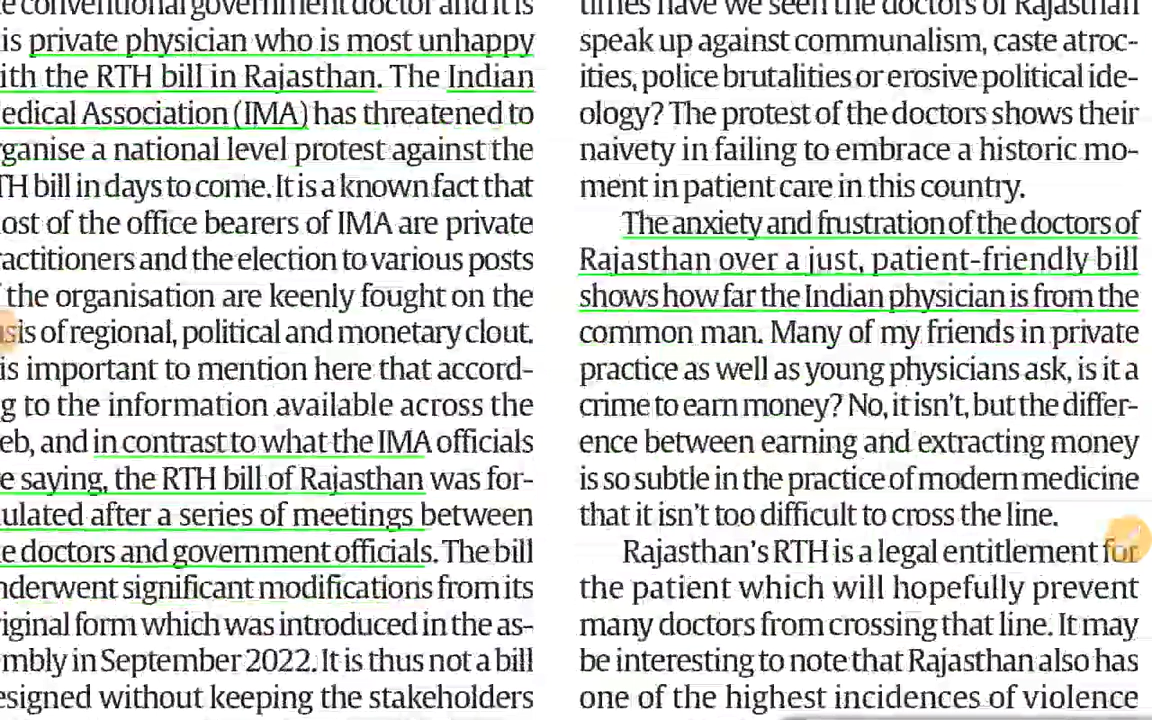 e conventional government doctor and it is
is private physician who is most unhappy
ith the RTH bill in Rajasthan. The Indian
edical Association (IMA) has threatened to
ganise a national level protest against the
TH bill in days to come. It is a known fact that
ost of the office bearers of IMA are private
ractitioners and the election to various posts
the organisation are keenly fought on the
sis of regional, political and monetary clout.
is important to mention here that accord-
g to the information available across the
eb, and in contrast to what the IMA officials
e saying, the RTH bill of Rajasthan was for-
ulated after a series of meetings between
e doctors and government officials. The bill
nderwent significant modifications from its
iginal form which was introduced in the as-
mbly in September 2022. It is thus not a bill
esigned without keeping the stakeholders
times have we seen the doctors of Rajasthan
speak up against communalism, caste atroc-
ities, police brutalities or erosive political ide-
ology? The protest of the doctors shows their
naivety in failing to embrace a historic mo-
ment in patient care in this country.
The anxiety and frustration of the doctors of
Rajasthan over a just, patient-friendly bill
shows how far the Indian physician is from the
common man. Many of my friends in private
practice as well as young physicians ask, is it a
crime to earn money? No, it isn't, but the differ-
ence between earning and extracting money
is so subtle in the practice of modern medicine
that it isn't too difficult to cross the line.
Rajasthan's RTH is a legal entitlement for
the patient which will hopefully prevent
many doctors from crossing that line. It may
be interesting to note that Rajasthan also has
one of the highest incidences of violence